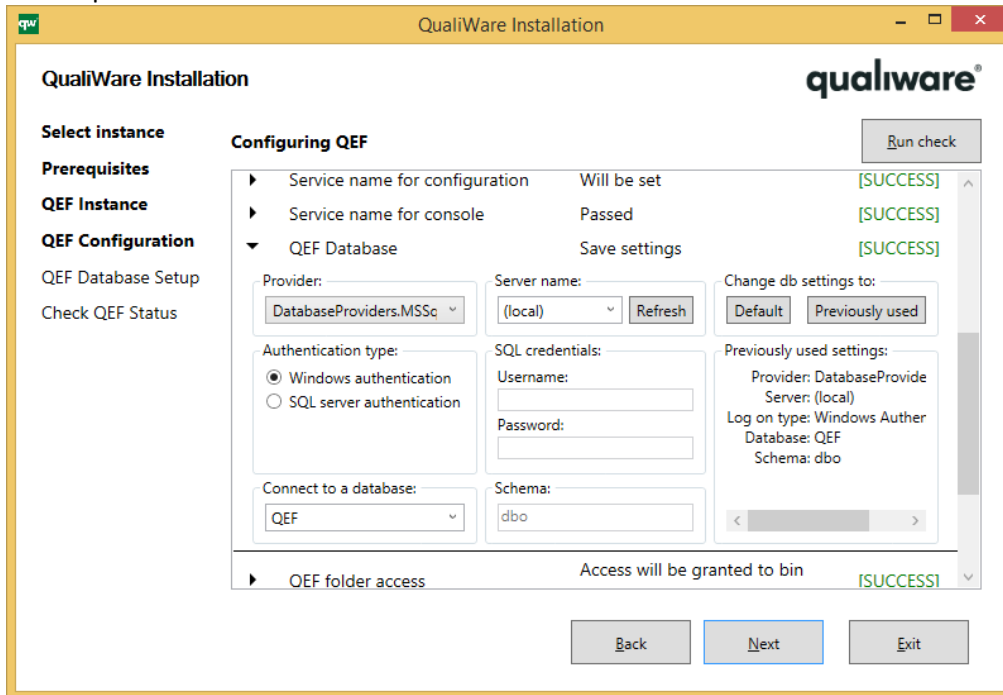 qw QualiWare Installation
QualiWare Installation
qualiware®
Select instance
Prerequisites
QEF Instance
QEF Configuration
QEF Database Setup
Check QEF Status
Configuring QEF
Run check
Service name for configuration Will be set [SUCCESS]
Service name for console Passed [SUCCESS]
QEF Database Save settings [SUCCESS]
Provider:
DatabaseProviders.MSSq
Server name:
(local)
Refresh
Change db settings to:
Default
Previously used
Authentication type:
Windows authentication
SQL server authentication
SQL credentials:
Username:
Password:
Previously used settings:
Provider: DatabaseProvide
Server: (local)
Log on type: Windows Auther
Database: QEF
Schema: dbo
Connect to a database:
QEF
Schema:
dbo
QEF folder access Access will be granted to bin [SUCCESS]
Back
Next
Exit